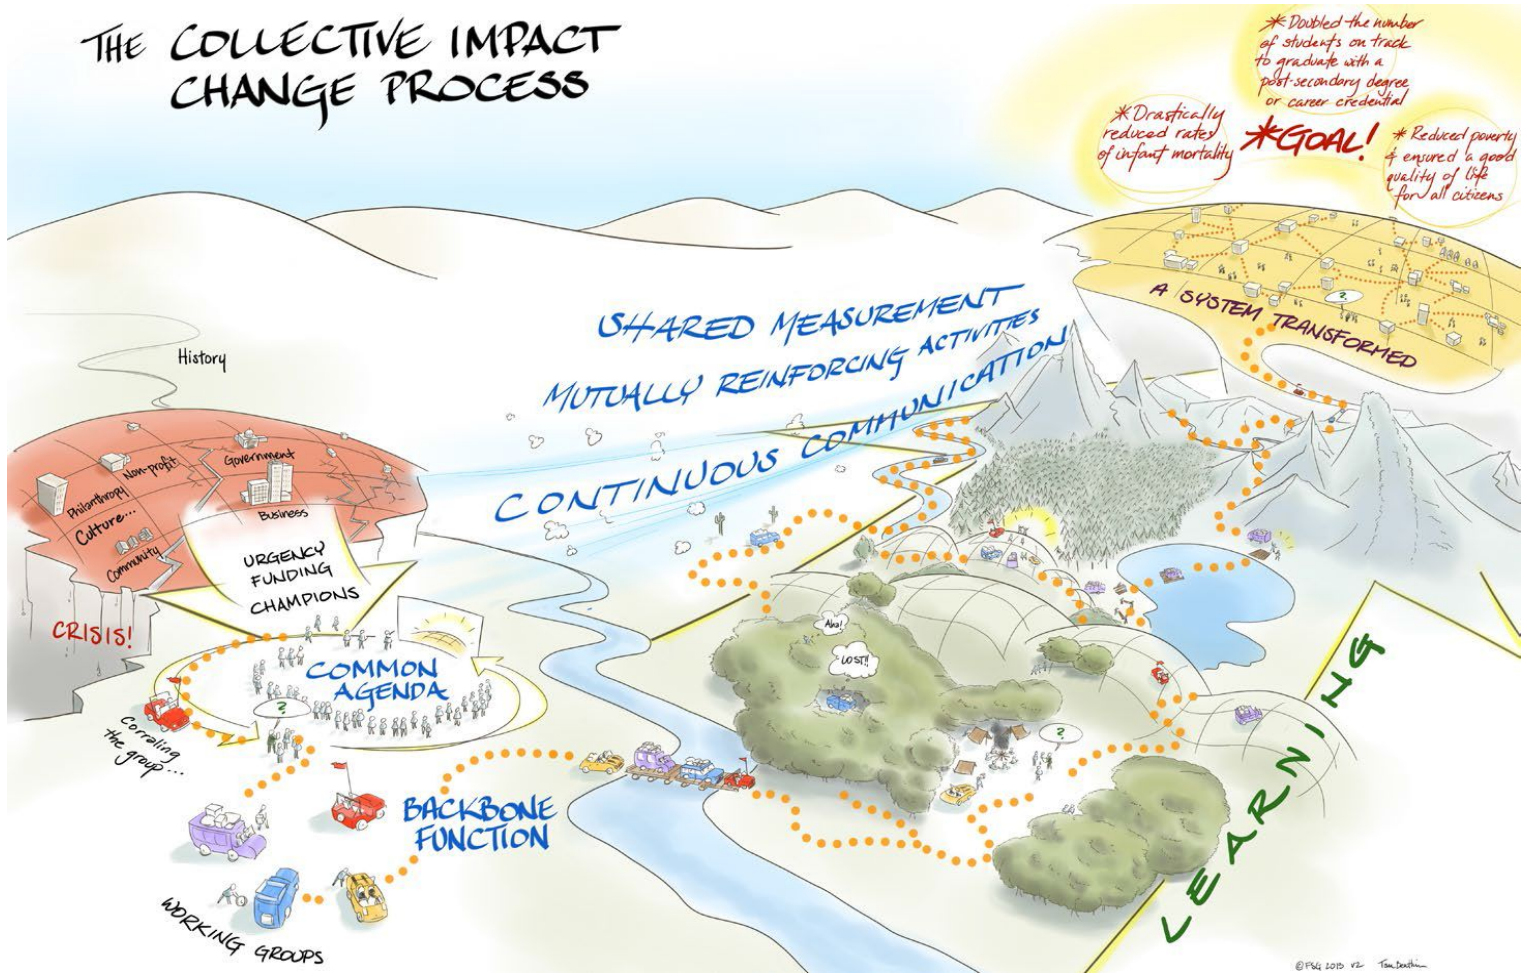 THE COLLECTIVE IMPACT
CHANGE PROCESS
* Doubled the number
of students on track
to graduate with a
post-secondary degree
or career credential
* Drastically
reduced rates
of infant mortality
*GOAL!
* Reduced poverty
& ensured a good
quality of life
for all citizens
A SYSTEM TRANSFORMED
?
SHARED MEASUREMENT
MUTUALLY REINFORCING ACTIVITIES
CONTINUOUS COMMUNICATION
History
Government
Non-profit
Philanthropy
Business
Culture...
Community
URGENCY
FUNDING
CHAMPIONS
CRISIS!
COMMON
AGENDA
?
Corraling
the group...
Aha!
LOST!!
?
BACKBONE
FUNCTION
WORKING GROUPS
LEARNING
© FSG 2013 v2